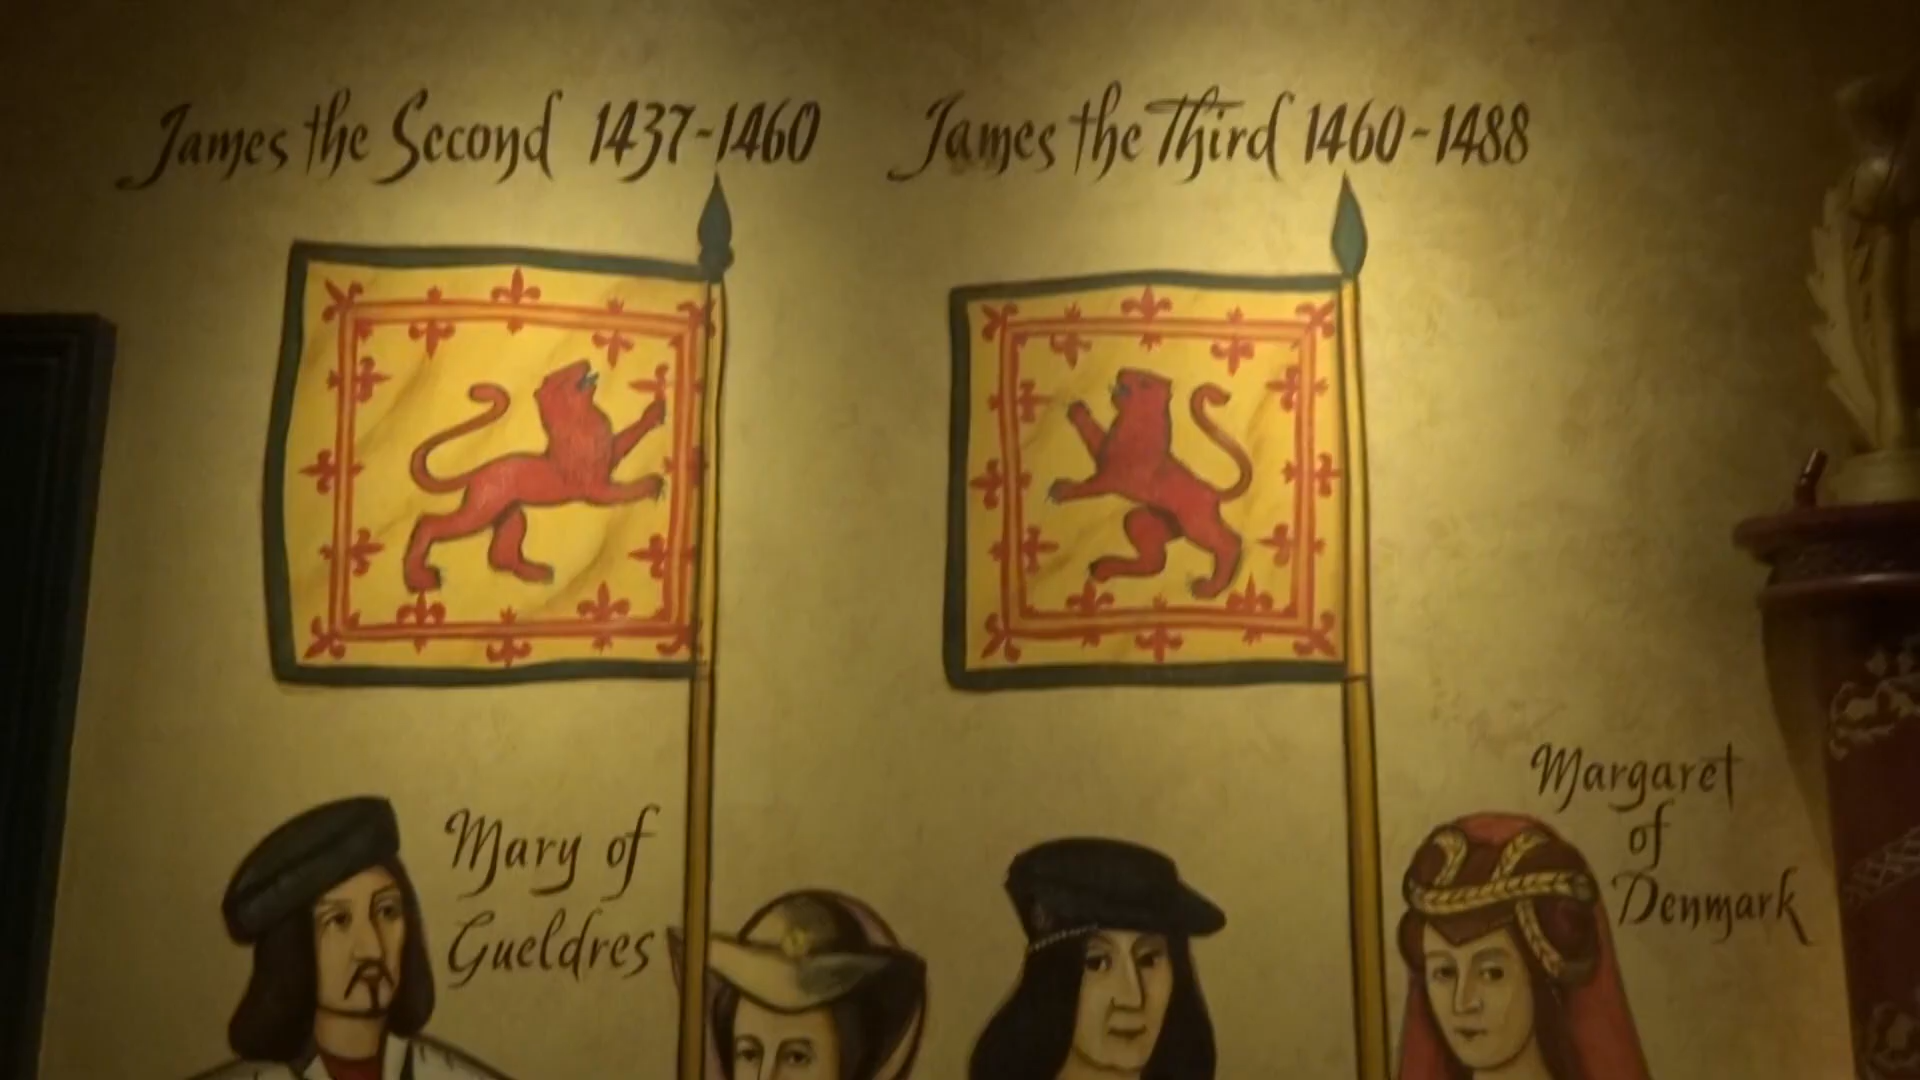 James the Second 1437-1460
James the Third 1460-1488
Mary of
Gueldres
Margaret
of
Denmark